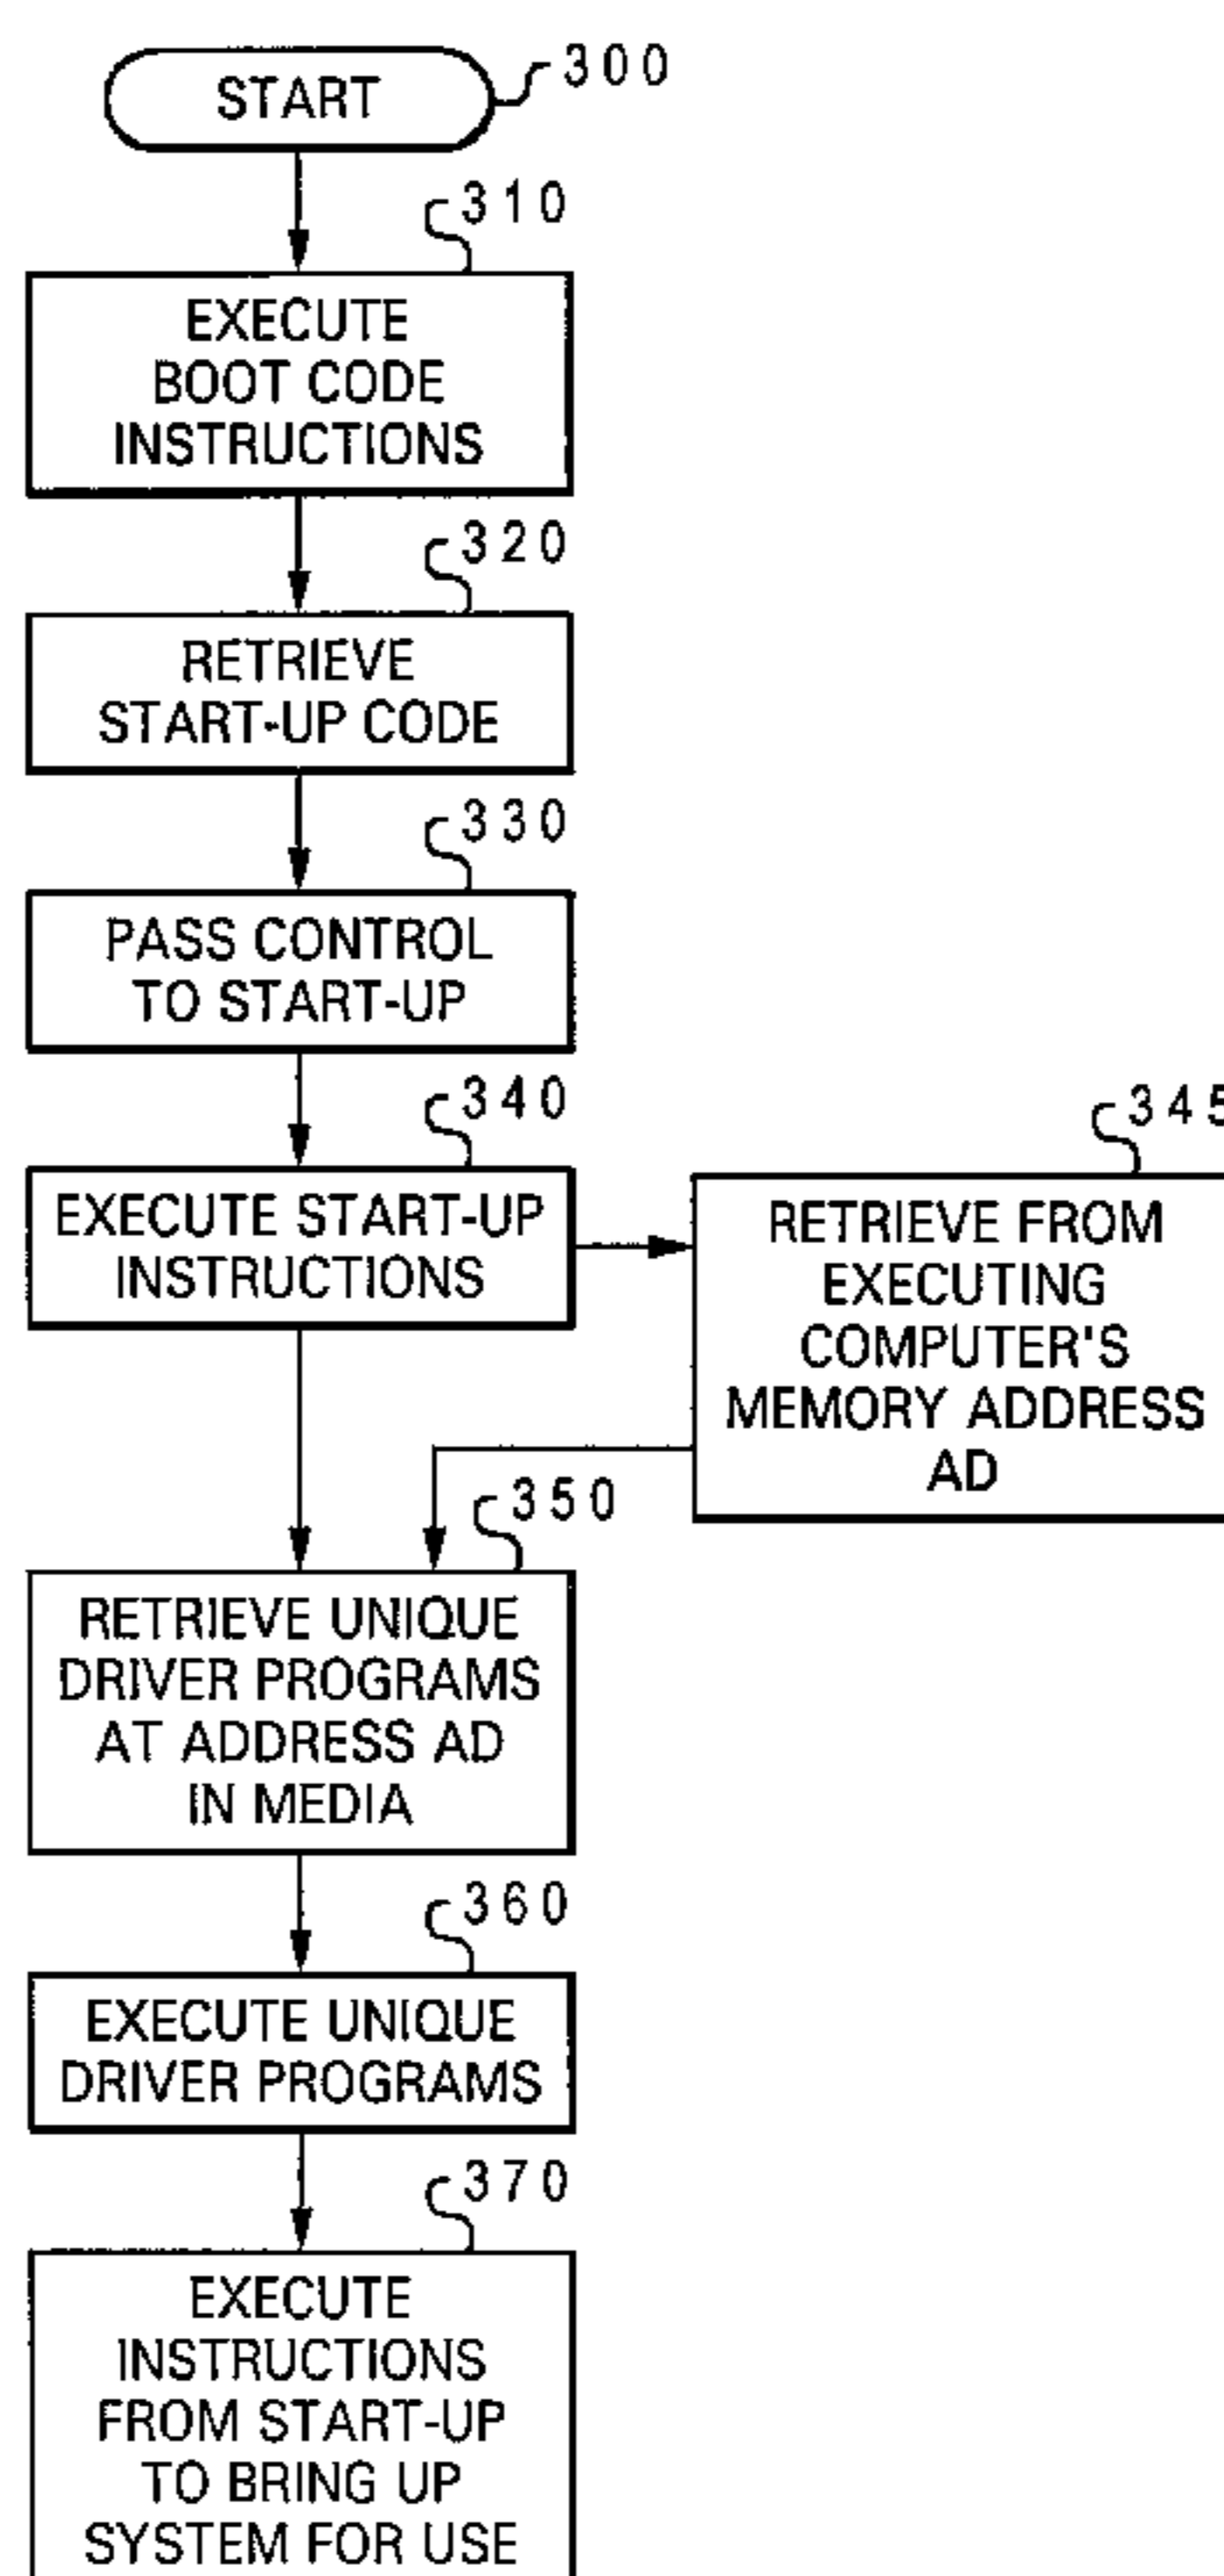 300
START
310
EXECUTE
BOOT CODE
INSTRUCTIONS
320
RETRIEVE
START-UP CODE
330
PASS CONTROL
TO START-UP
340
EXECUTE START-UP
INSTRUCTIONS
345
RETRIEVE FROM
EXECUTING
COMPUTER'S
MEMORY ADDRESS
AD
350
RETRIEVE UNIQUE
DRIVER PROGRAMS
AT ADDRESS AD
IN MEDIA
360
EXECUTE UNIQUE
DRIVER PROGRAMS
370
EXECUTE
INSTRUCTIONS
FROM START-UP
TO BRING UP
SYSTEM FOR USE